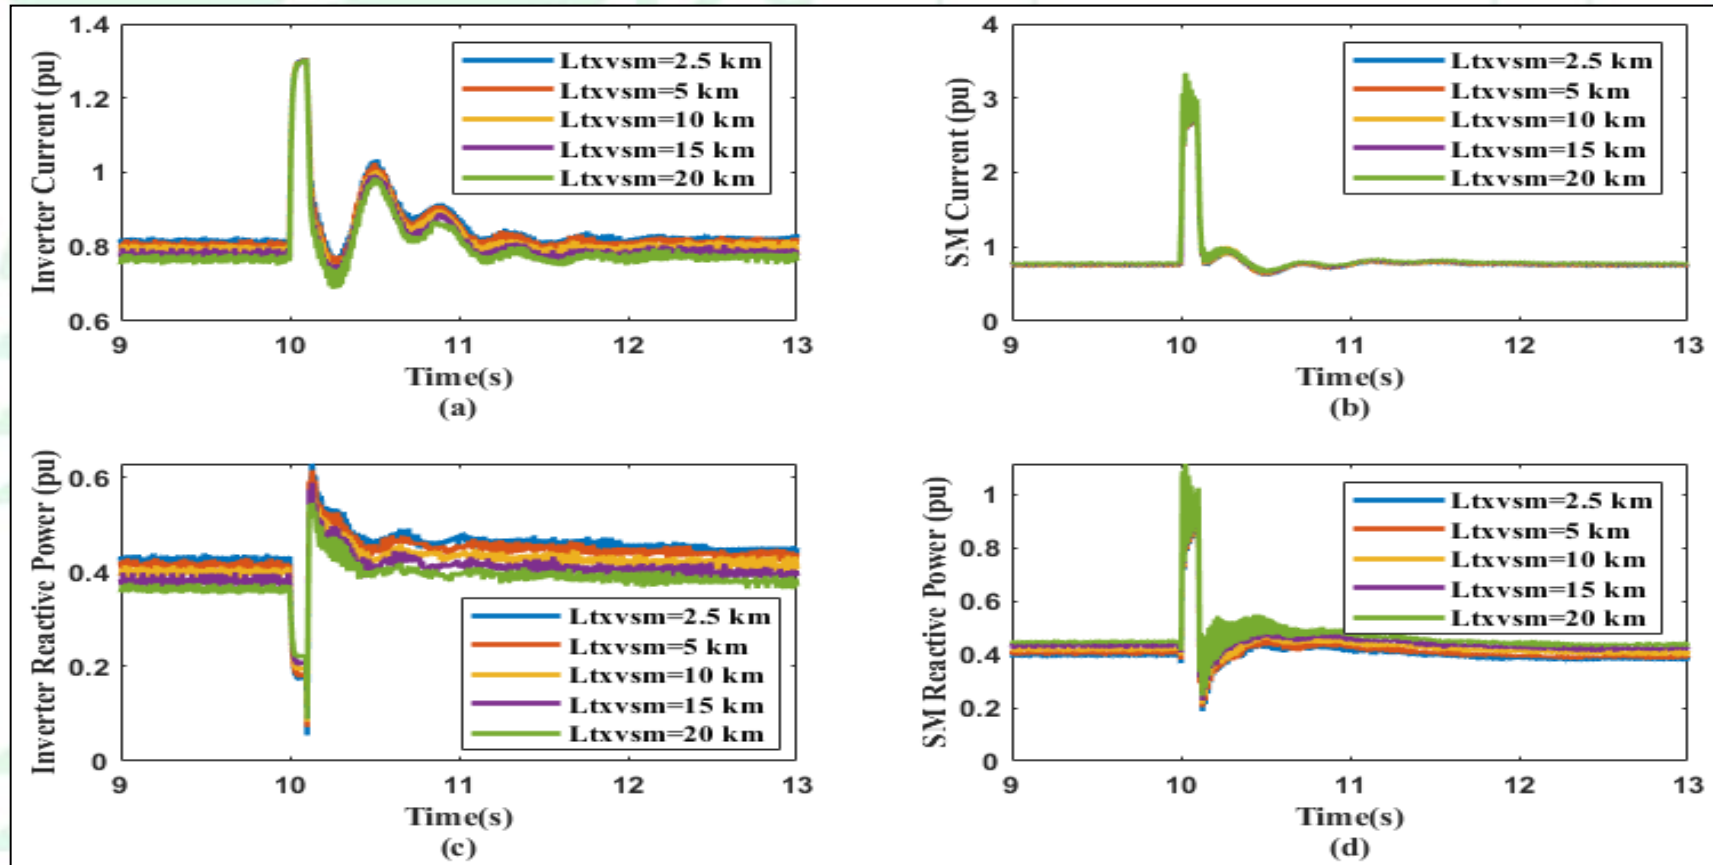 Inverter Current (pu)
1.4
1.2
1
0.8
0.6
Ltxvsm=2.5 km
Ltxvsm=5 km
Ltxvsm=10 km
Ltxvsm=15 km
Ltxvsm=20 km
9 10 11 12 13
Time(s)
(a)
SM Current (pu)
4
3
2
1
0
Ltxvsm=2.5 km
Ltxvsm=5 km
Ltxvsm=10 km
Ltxvsm=15 km
Ltxvsm=20 km
9 10 11 12 13
Time(s)
(b)
Inverter Reactive Power (pu)
0.6
0.4
0.2
0
Ltxvsm=2.5 km
Ltxvsm=5 km
Ltxvsm=10 km
Ltxvsm=15 km
Ltxvsm=20 km
9 10 11 12 13
Time(s)
(c)
SM Reactive Power (pu)
1
0.8
0.6
0.4
0.2
0
Ltxvsm=2.5 km
Ltxvsm=5 km
Ltxvsm=10 km
Ltxvsm=15 km
Ltxvsm=20 km
9 10 11 12 13
Time(s)
(d)